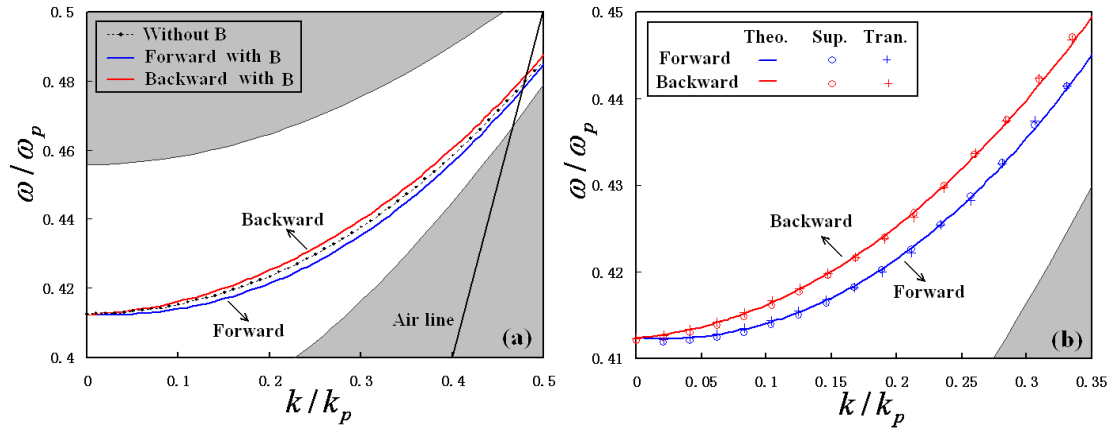 0.5
0.48
0.46
0.44
0.42
0.4
ω/ω_p
Without B
Forward with B
Backward with B
Backward
Forward
Air line
(a)
0 0.1 0.2 0.3 0.4 0.5
k/k_p
0.45
0.44
0.43
0.42
0.41
ω/ω_p
Theo. Sup. Tran.
Forward
Backward
Backward
Forward
(b)
0 0.05 0.1 0.15 0.2 0.25 0.3 0.35
k/k_p